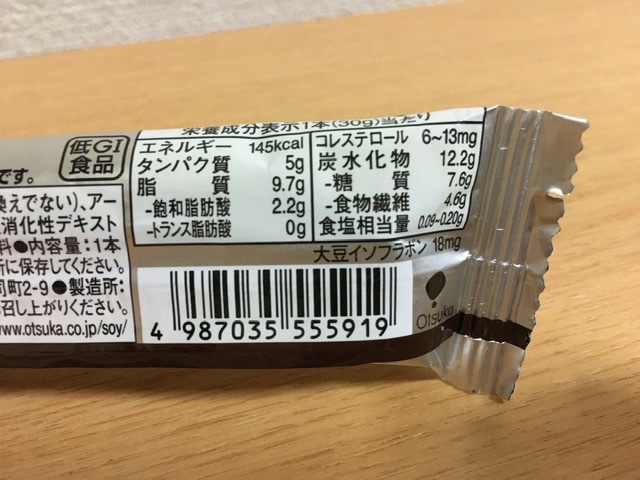 栄養成分表示1本(30g)当たり
エネルギー 145kcal
タンパク質 5g
脂質 9.7g
-飽和脂肪酸 2.2g
-トランス脂肪酸 0g
コレステロール 6~13mg
炭水化物 12.2g
-糖質 7.6g
-食物繊維 4.6g
食塩相当量 0.09~0.20g
大豆イソフラボン 18mg
低GI
食品
です。
換えでない)、アー
消化性デキスト
料●内容量:1本
所に保存してください。
司町2-9●製造所:
召し上がりください。
www.otsuka.co.jp/soy/
4 987035 555919
Otsuka